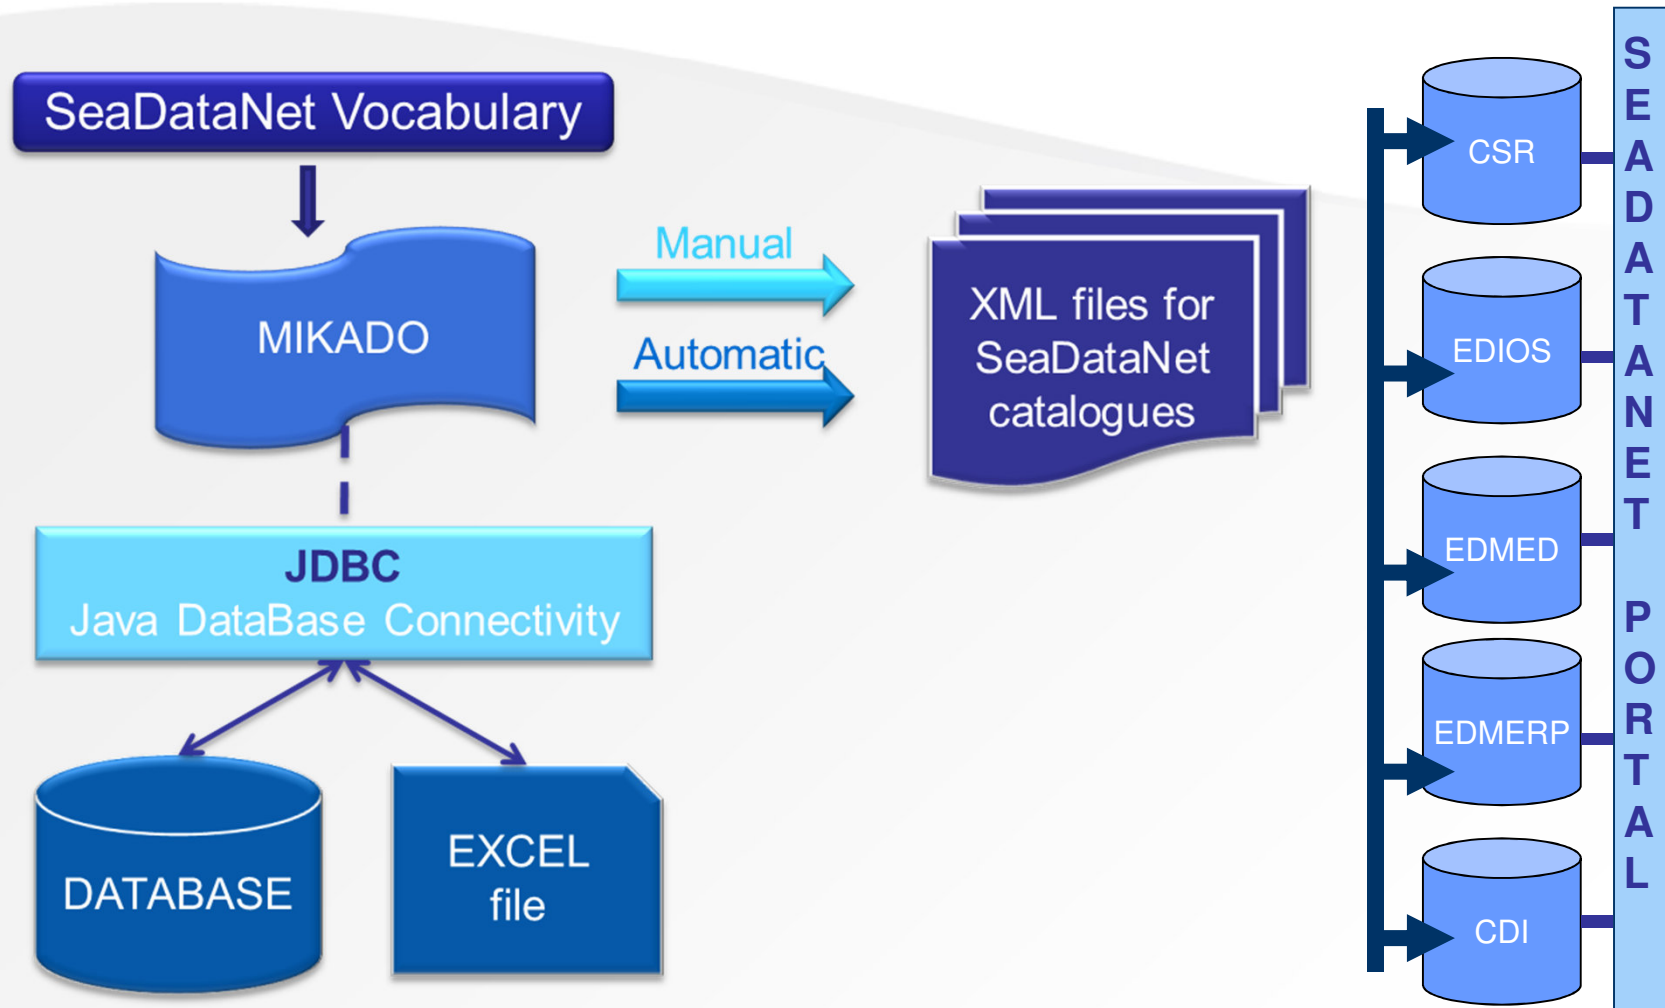 SeaDataNet Vocabulary
MIKADO
Manual
Automatic
XML files for
SeaDataNet
catalogues
JDBC
Java DataBase Connectivity
DATABASE
EXCEL
file
CSR
EDIOS
EDMED
EDMERP
CDI
SEADATANET PORTAL